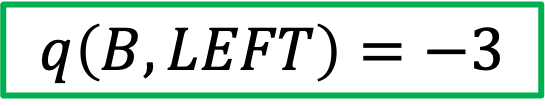 q(B, LEFT) = −3